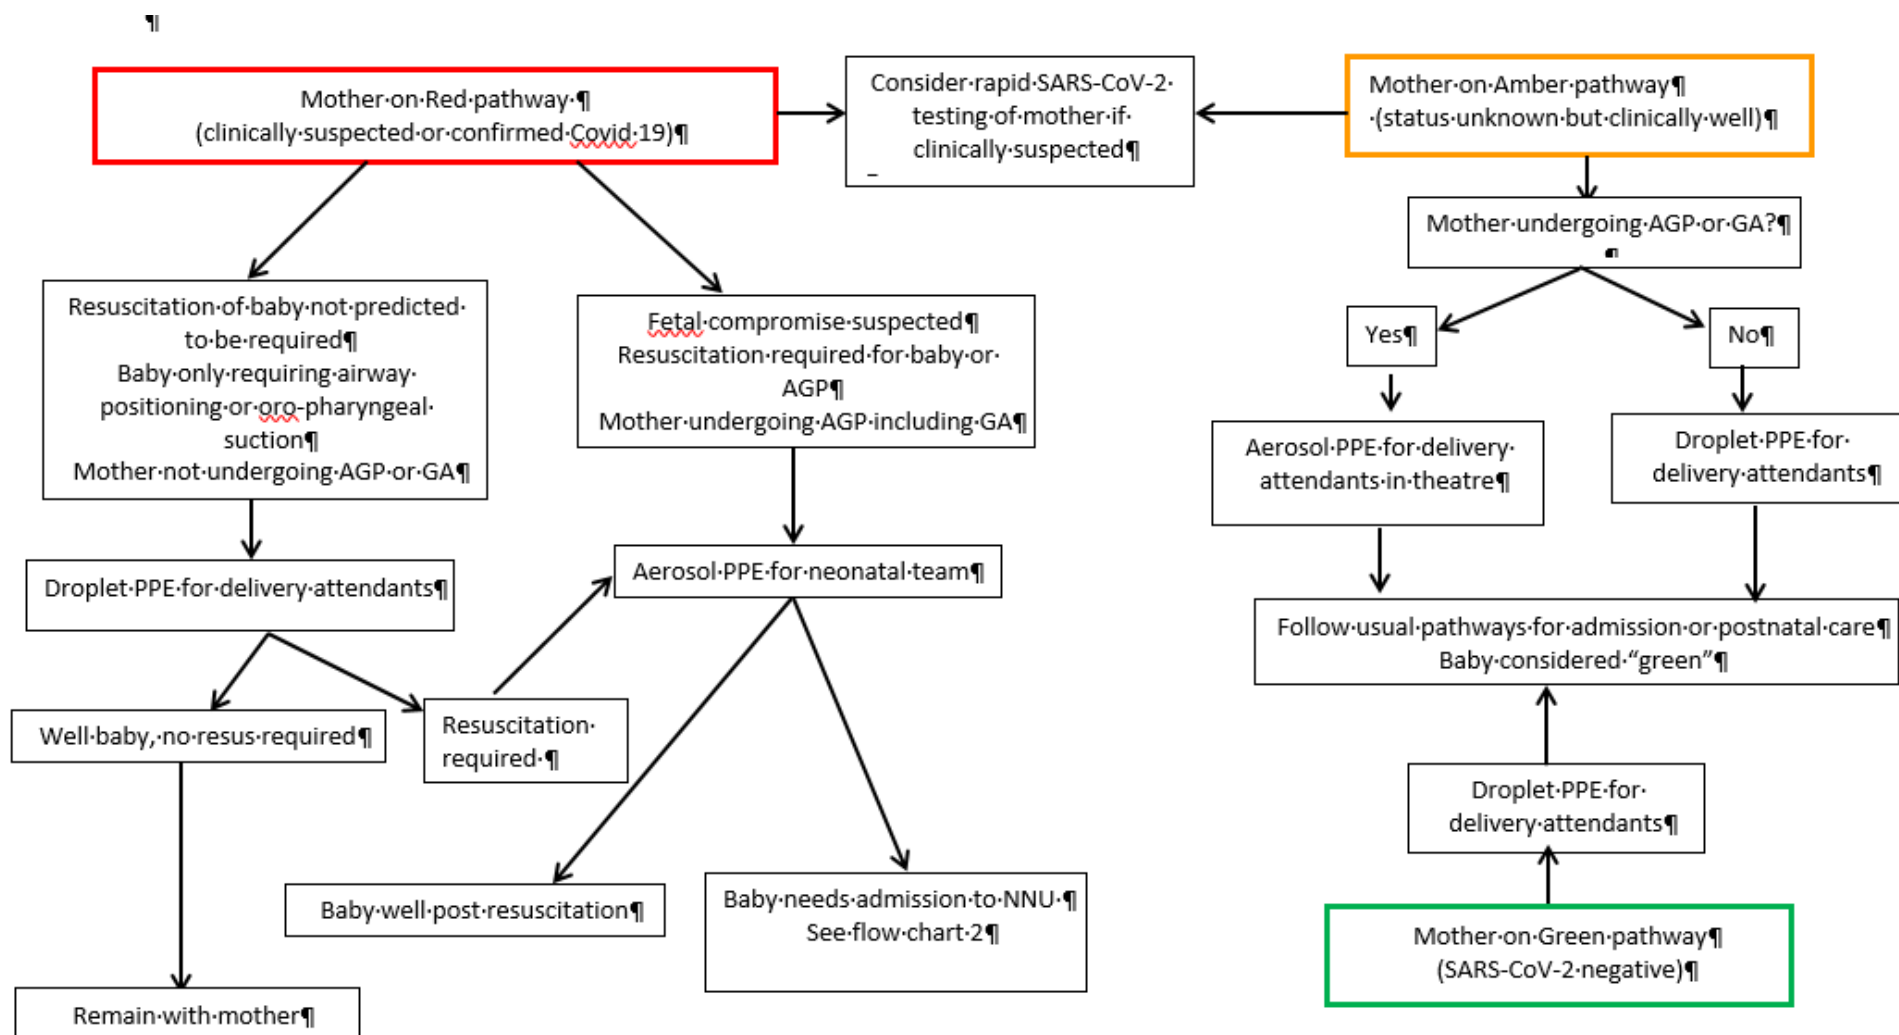 ¶
Mother·on·Red·pathway·¶
(clinically·suspected·or·confirmed·Covid·19)¶
Consider·rapid·SARS-CoV-2·
testing·of·mother·if·
clinically·suspected¶
Mother·on·Amber·pathway¶
·(status·unknown·but·clinically·well)¶
Mother·undergoing·AGP·or·GA?¶
¶
Resuscitation·of·baby·not·predicted·
to·be·required¶
Baby·only·requiring·airway·
positioning·or·oro-pharyngeal·
suction¶
Mother·not·undergoing·AGP·or·GA¶
Fetal·compromise·suspected¶
Resuscitation·required·for·baby·or·
AGP¶
Mother·undergoing·AGP·including·GA¶
Yes¶
No¶
Aerosol·PPE·for·delivery·
attendants·in·theatre¶
Droplet·PPE·for·
delivery·attendants¶
Droplet·PPE·for·delivery·attendants¶
Aerosol·PPE·for·neonatal·team¶
Follow·usual·pathways·for·admission·or·postnatal·care¶
Baby·considered·“green”¶
Well·baby,·no·resus·required¶
Resuscitation·
required·¶
Droplet·PPE·for·
delivery·attendants¶
Baby·well·post·resuscitation¶
Baby·needs·admission·to·NNU·¶
See·flow·chart·2¶
Mother·on·Green·pathway¶
(SARS-CoV-2·negative)¶
Remain·with·mother¶